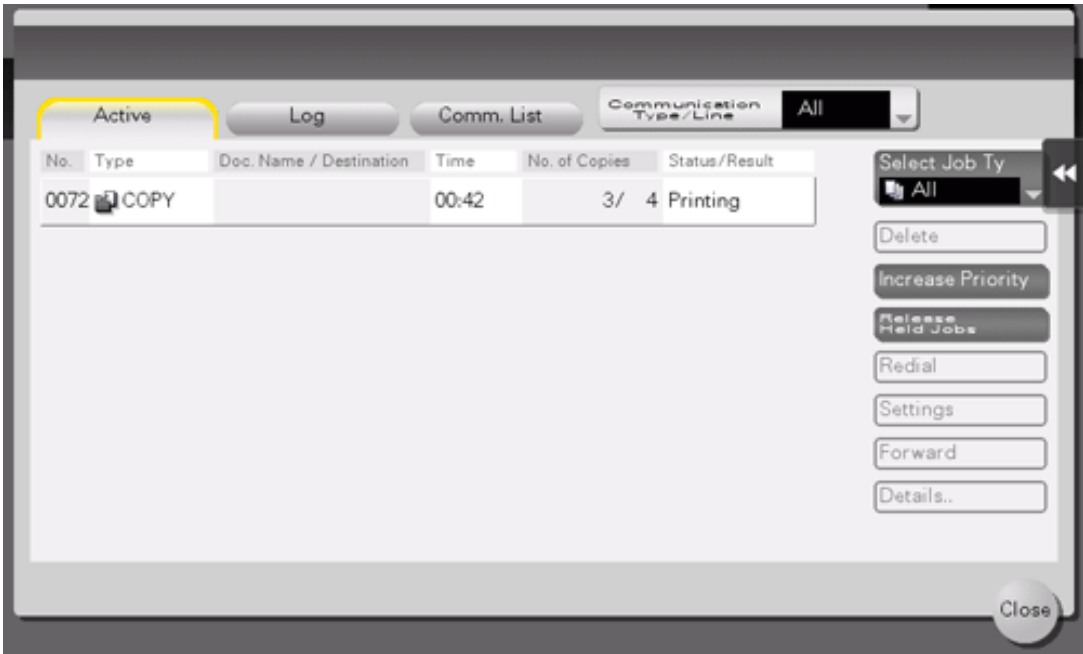 Active
Log
Comm. List
Communication
Type/Line
All
No. Type Doc. Name / Destination Time No. of Copies Status/Result
0072 COPY 00:42 3/ 4 Printing
Select Job Ty
All
Delete
Increase Priority
Release
Held Jobs
Redial
Settings
Forward
Details..
Close